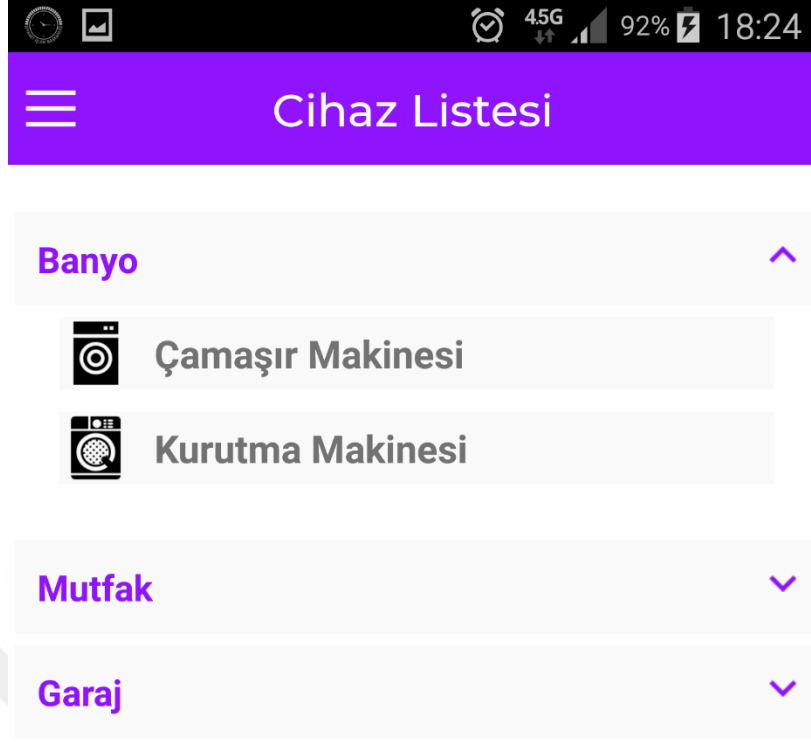 4.5G 92% 18:24
Cihaz Listesi
Banyo
Çamaşır Makinesi
Kurutma Makinesi
Mutfak
Garaj